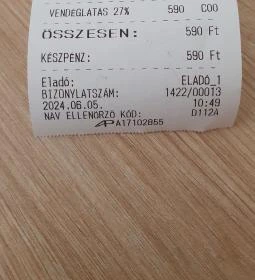 VENDÉGLÁTÁS 27% 590 C00
ÖSSZESEN: 590 Ft
KÉSZPÉNZ: 590 Ft
Eladó: ELADÓ_1
BIZONYLATSZÁM: 1422/00013
2024.06.05. 10:49
NAV ELLENŐRZŐ KÓD: D112A
AP A17102855